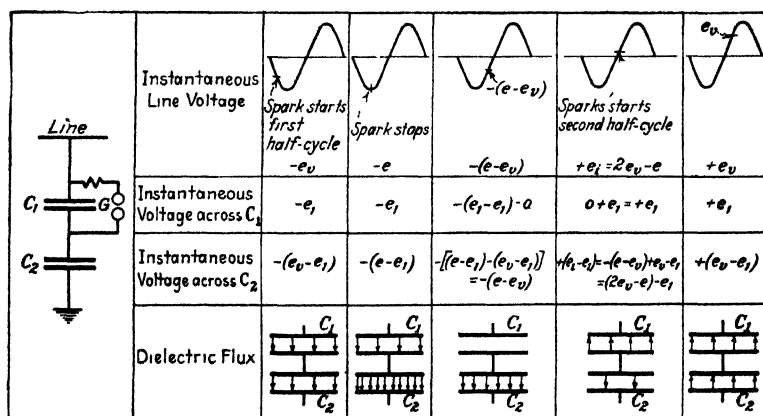 Line
C₁
G
C₂
Instantaneous
Line Voltage
Spark starts
first
half-cycle
-eᵥ
Spark stops
-e
-(e-eᵥ)
-(e-eᵥ)
Sparks starts
second half-cycle
+eᵢ=2eᵥ-e
eᵥ
+eᵥ
Instantaneous
Voltage across C₁
-e₁
-e₁
-(e₁-e₁)=0
0+e₁=+e₁
+e₁
Instantaneous
Voltage across C₂
-(eᵥ-e₁)
-(e-e₁)
-[(e-e₁)-(eᵥ-e₁)]
=-(e-eᵥ)
+(eᵢ-e₁)=-(e-eᵥ)+eᵥ-e₁
=(2eᵥ-e)-e₁
+(eᵥ-e₁)
Dielectric Flux
C₁
C₂
C₁
C₂
C₁
C₂
C₁
C₂
C₁
C₂